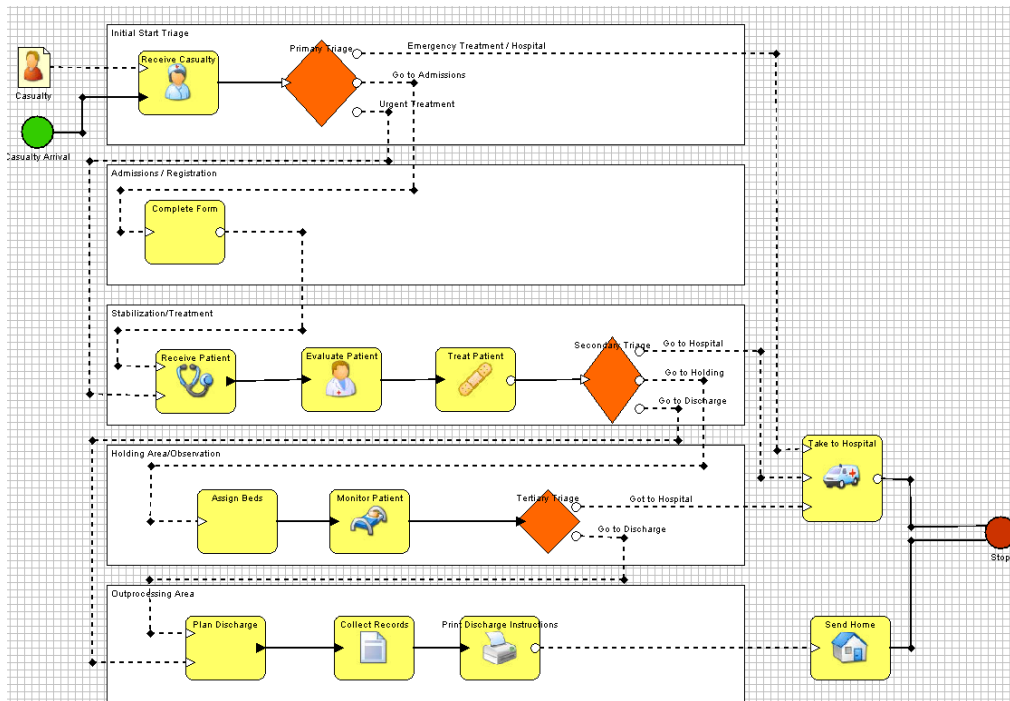 Initial Start Triage
Primary Triage
Emergency Treatment / Hospital
Receive Casualty
Go to Admissions
Casualty
Urgent Treatment
Casualty Arrival
Admissions / Registration
Complete Form
Stabilization/Treatment
Receive Patient
Evaluate Patient
Treat Patient
Secondary Triage
Go to Hospital
Go to Holding
Go to Discharge
Take to Hospital
Holding Area/Observation
Assign Beds
Monitor Patient
Tertiary Triage
Got to Hospital
Go to Discharge
Stop
Outprocessing Area
Plan Discharge
Collect Records
Print Discharge Instructions
Send Home